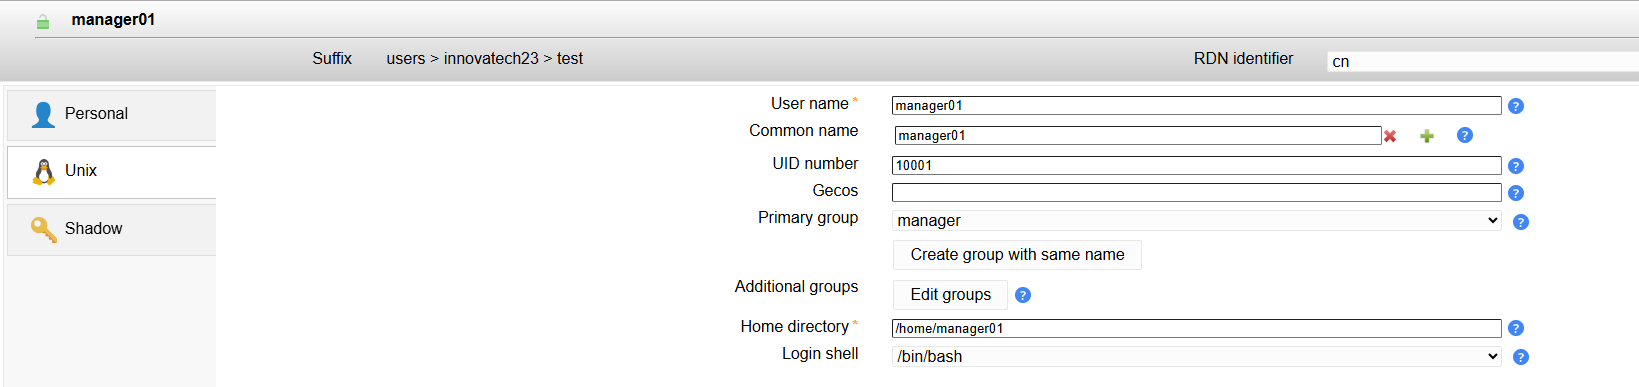 manager01
Suffix users > innovatech23 > test RDN identifier cn
Personal
Unix
Shadow
User name * manager01
Common name manager01
UID number 10001
Gecos
Primary group manager
Create group with same name
Additional groups Edit groups
Home directory * /home/manager01
Login shell /bin/bash